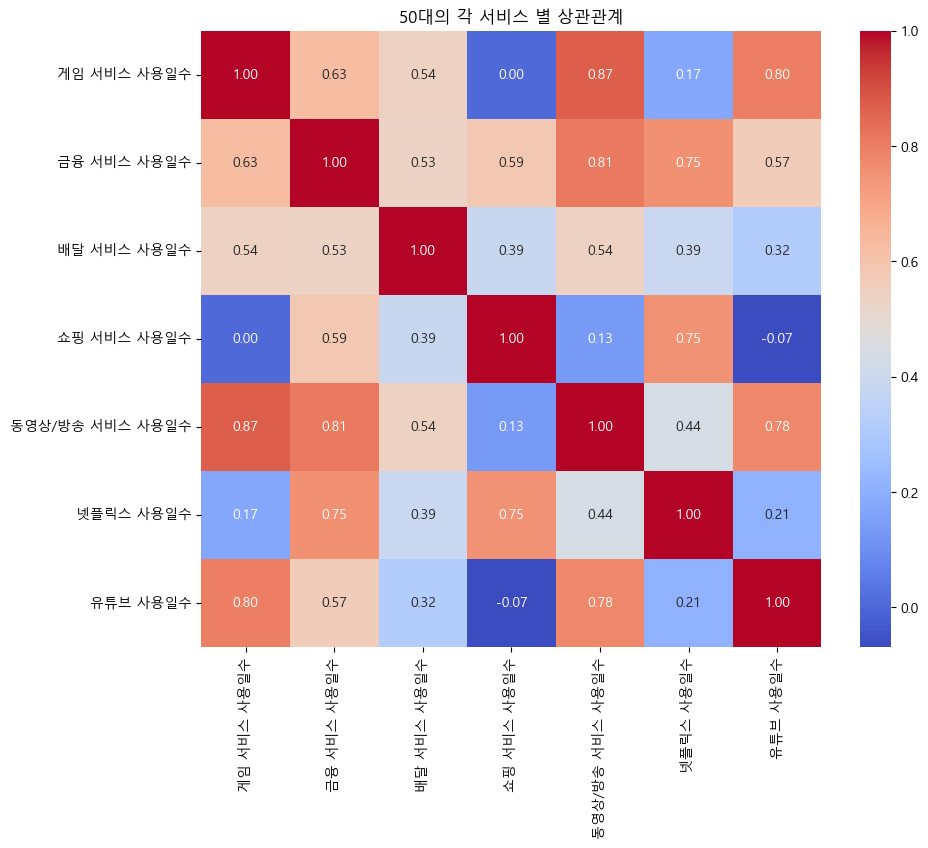 50대의 각 서비스 별 상관관계
게임 서비스 사용일수
1.00 0.63 0.54 0.00 0.87 0.17 0.80
금융 서비스 사용일수
0.63 1.00 0.53 0.59 0.81 0.75 0.57
배달 서비스 사용일수
0.54 0.53 1.00 0.39 0.54 0.39 0.32
쇼핑 서비스 사용일수
0.00 0.59 0.39 1.00 0.13 0.75 -0.07
동영상/방송 서비스 사용일수
0.87 0.81 0.54 0.13 1.00 0.44 0.78
넷플릭스 사용일수
0.17 0.75 0.39 0.75 0.44 1.00 0.21
유튜브 사용일수
0.80 0.57 0.32 -0.07 0.78 0.21 1.00
게임 서비스 사용일수
금융 서비스 사용일수
배달 서비스 사용일수
쇼핑 서비스 사용일수
동영상/방송 서비스 사용일수
넷플릭스 사용일수
유튜브 사용일수
1.0
0.8
0.6
0.4
0.2
0.0